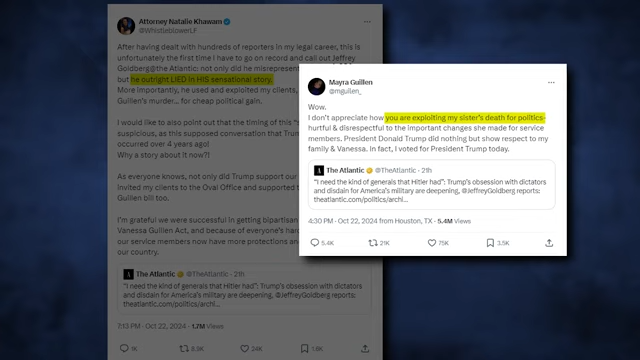 Attorney Natalie Khawam
@WhistleblowerLF
After having dealt with hundreds of reporters in my legal career, this is
unfortunately the first time I have to go on record and call out Jeffrey
Goldberg@the Atlantic: not only did he misrepresent
but he outright LIED in HIS sensational story.
More importantly, he used and exploited my clients,
Guillen's murder... for cheap political gain.
I would like to also point out that the timing of this "s
suspicious, as this supposed conversation that Trum
occurred over 4 years ago!
Why a story about it now?!
As everyone knows, not only did Trump support our
invited my clients to the Oval Office and supported t
Guillen bill too.
I'm grateful we were successful in getting bipartisan
Vanessa Guillen Act, and because of everyone's har
our service members now have more protections an
our country.
The Atlantic @TheAtlantic · 21h
"I need the kind of generals that Hitler had": Trump's obsession with dictators
and disdain for America's military are deepening, @JeffreyGoldberg reports:
theatlantic.com/politics/archi...
7:13 PM · Oct 22, 2024 · 1.7M Views
1K 8.3K 24K 1.8K
Mayra Guillen
@mguilen_
Wow.
I don't appreciate how you are exploiting my sister's death for politics-
hurtful & disrespectful to the important changes she made for service
members. President Donald Trump did nothing but show respect to my
family & Vanessa. In fact, I voted for President Trump today.
The Atlantic @TheAtlantic · 21h
"I need the kind of generals that Hitler had": Trump's obsession with dictators
and disdain for America's military are deepening, @JeffreyGoldberg reports:
theatlantic.com/politics/archi...
4:30 PM · Oct 22, 2024 from Houston, TX · 5.4M Views
5.4K 21K 75K 3.5K